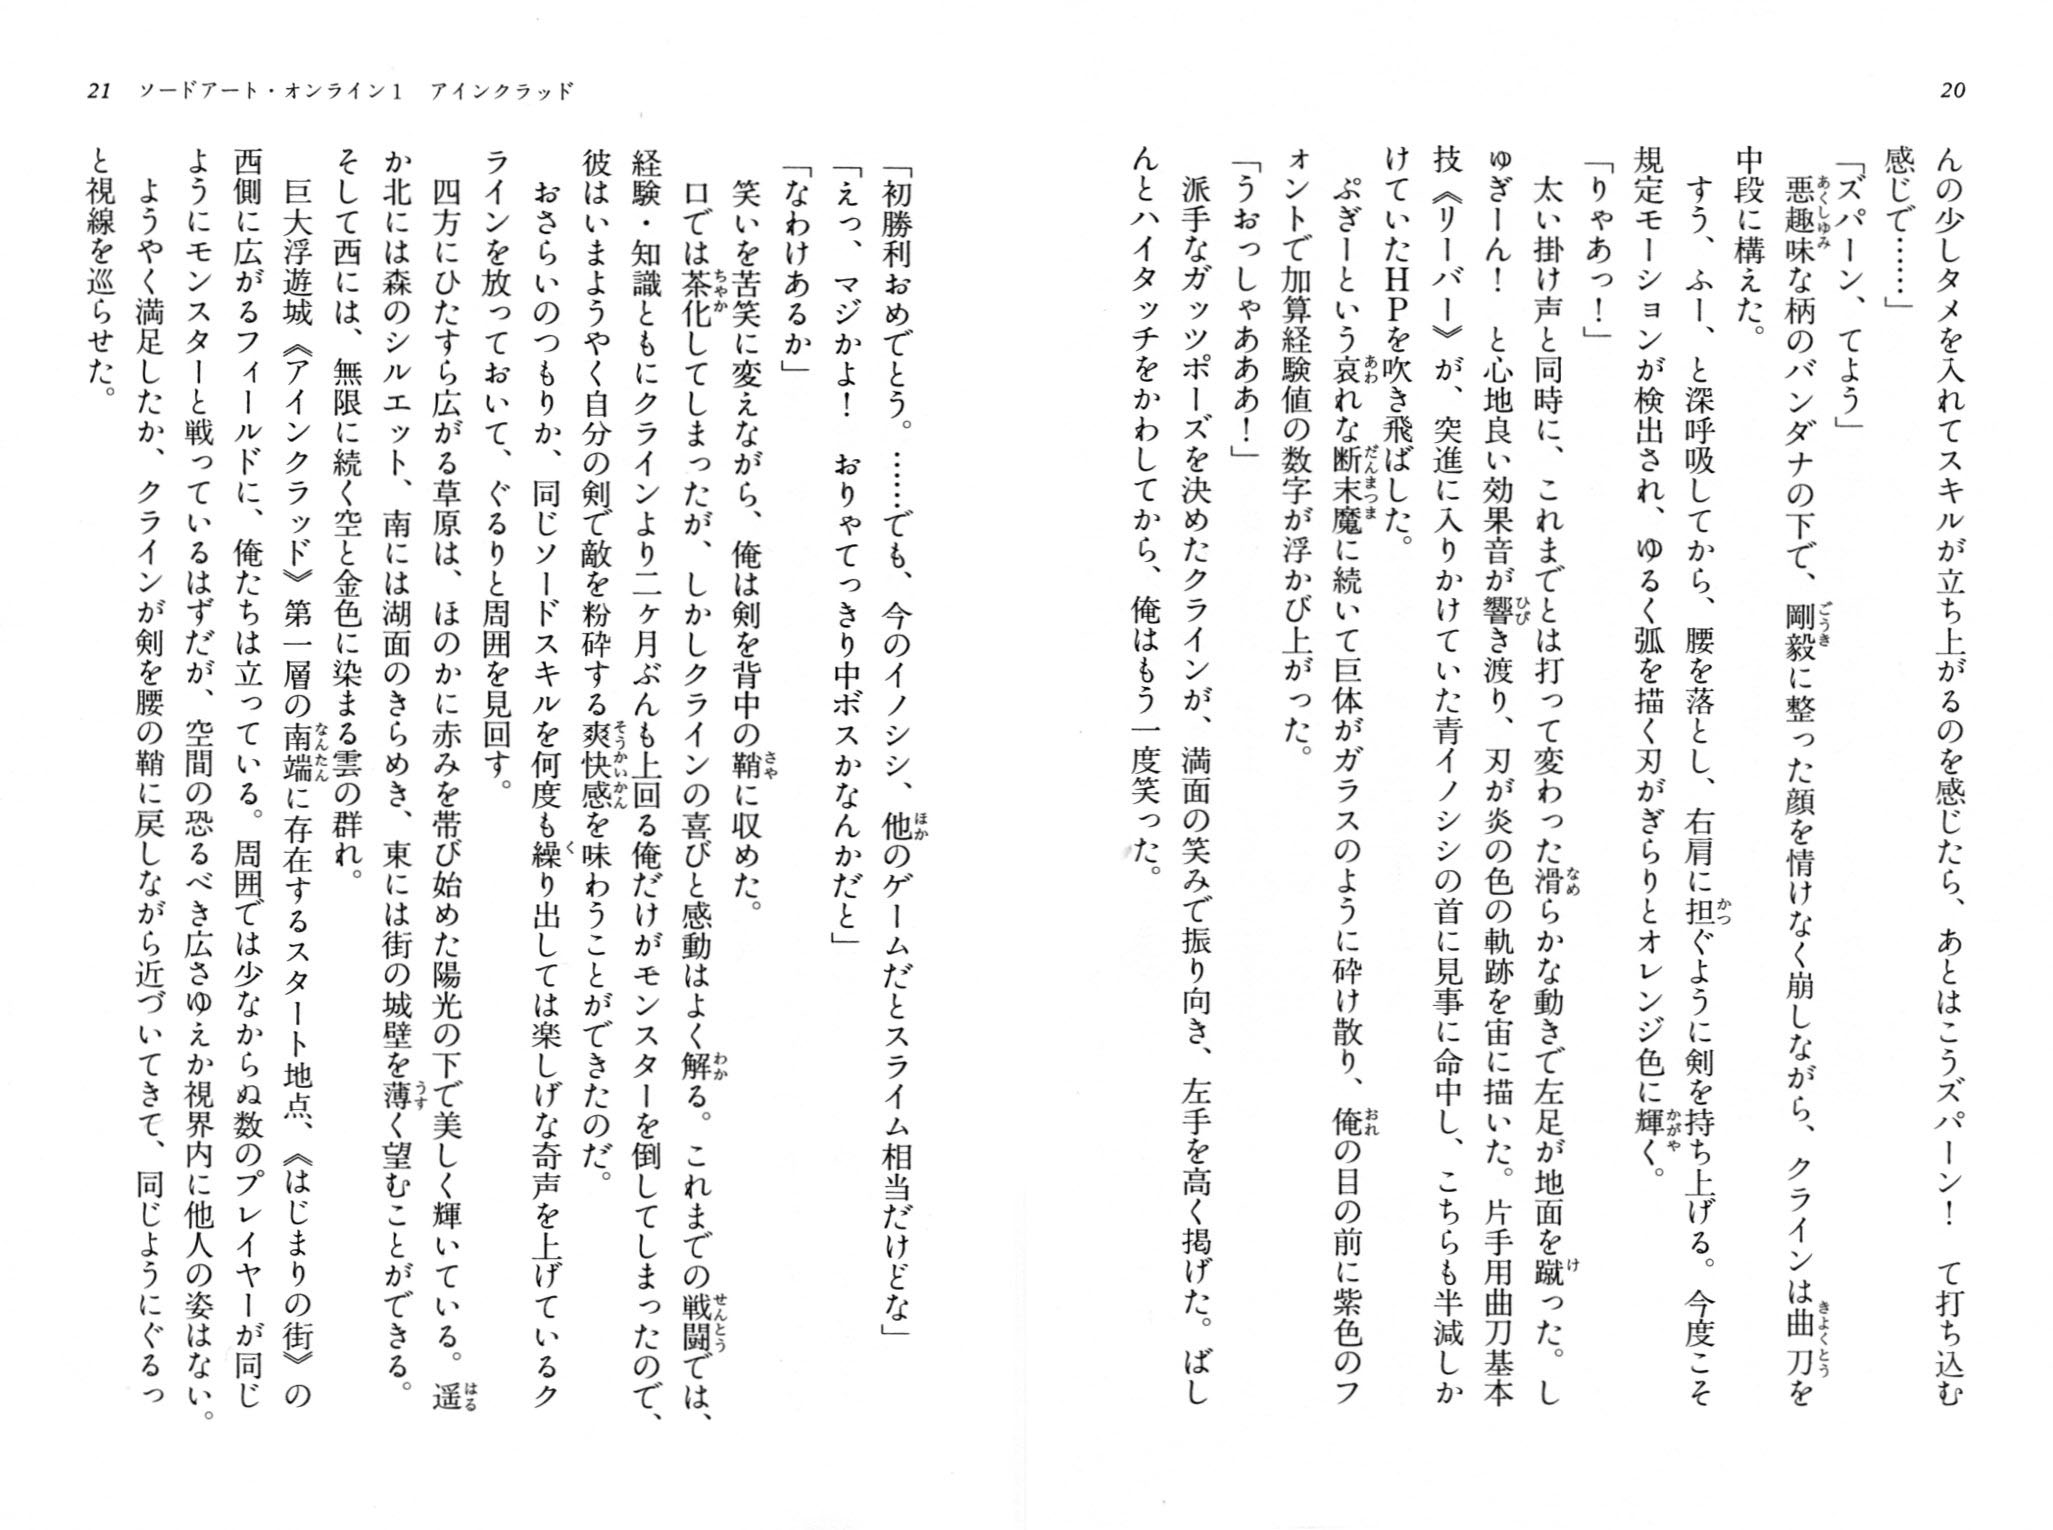 20
んの少しタメを入れてスキルが立ち上がるのを感じたら、あとはこうズパーン！　て打ち込む
感じで……」
「ズパーン、てよう」
悪趣味な柄のバンダナの下で、剛毅に整った顔を情けなく崩しながら、クラインは曲刀を
中段に構えた。
すう、ふー、と深呼吸してから、腰を落とし、右肩に担ぐように剣を持ち上げる。今度こそ
規定モーションが検出され、ゆるく弧を描く刃がぎらりとオレンジ色に輝く。
「りゃあっ！」
太い掛け声と同時に、これまでとは打って変わった滑らかな動きで左足が地面を蹴った。し
ゅぎーん！　と心地良い効果音が響き渡り、刃が炎の色の軌跡を宙に描いた。片手用曲刀基本
技《リーバー》が、突進に入りかけていた青イノシシの首に見事に命中し、こちらも半減しか
けていたＨＰを吹き飛ばした。
ぷぎーという哀れな断末魔に続いて巨体がガラスのように砕け散り、俺の目の前に紫色のフ
ォントで加算経験値の数字が浮かび上がった。
「うおっしゃあああ！」
派手なガッツポーズを決めたクラインが、満面の笑みで振り向き、左手を高く掲げた。ばし
んとハイタッチをかわしてから、俺はもう一度笑った。
21　ソードアート・オンライン1　アインクラッド
「初勝利おめでとう。……でも、今のイノシシ、他のゲームだとスライム相当だけどな」
「えっ、マジかよ！　おりゃてっきり中ボスかなんかだと」
「なわけあるか」
笑いを苦笑に変えながら、俺は剣を背中の鞘に収めた。
口では茶化してしまったが、しかしクラインの喜びと感動はよく解る。これまでの戦闘では、
経験・知識ともにクラインより二ヶ月ぶんも上回る俺だけがモンスターを倒してしまったので、
彼はいまようやく自分の剣で敵を粉砕する爽快感を味わうことができたのだ。
おさらいのつもりか、同じソードスキルを何度も繰り出しては楽しげな奇声を上げているク
ラインを放っておいて、ぐるりと周囲を見回す。
四方にひたすら広がる草原は、ほのかに赤みを帯び始めた陽光の下で美しく輝いている。遥
か北には森のシルエット、南には湖面のきらめき、東には街の城壁を薄く望むことができる。
そして西には、無限に続く空と金色に染まる雲の群れ。
巨大浮遊城《アインクラッド》第一層の南端に存在するスタート地点、《はじまりの街》の
西側に広がるフィールドに、俺たちは立っている。周囲では少なからぬ数のプレイヤーが同じ
ようにモンスターと戦っているはずだが、空間の恐るべき広さゆえか視界内に他人の姿はない。
ようやく満足したか、クラインが剣を腰の鞘に戻しながら近づいてきて、同じようにぐるっ
と視線を巡らせた。